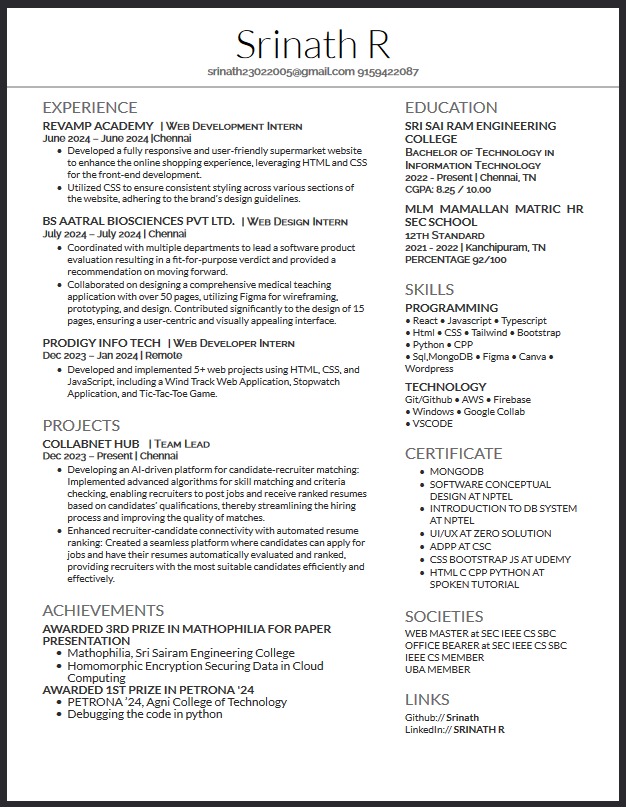 Srinath R
srinath23022005@gmail.com 9159422087
EXPERIENCE
REVAMP ACADEMY | WEB DEVELOPMENT INTERN
June 2024 – June 2024 |Chennai
• Developed a fully responsive and user-friendly supermarket website
to enhance the online shopping experience, leveraging HTML and CSS
for the front-end development.
• Utilized CSS to ensure consistent styling across various sections of
the website, adhering to the brand's design guidelines.
BS AATRAL BIOSCIENCES PVT LTD. | WEB DESIGN INTERN
July 2024 – July 2024 | Chennai
• Coordinated with multiple departments to lead a software product
evaluation resulting in a fit-for-purpose verdict and provided a
recommendation on moving forward.
• Collaborated on designing a comprehensive medical teaching
application with over 50 pages, utilizing Figma for wireframing,
prototyping, and design. Contributed significantly to the design of 15
pages, ensuring a user-centric and visually appealing interface.
PRODIGY INFO TECH | WEB DEVELOPER INTERN
Dec 2023 – Jan 2024 | Remote
• Developed and implemented 5+ web projects using HTML, CSS, and
JavaScript, including a Wind Track Web Application, Stopwatch
Application, and Tic-Tac-Toe Game.
PROJECTS
COLLABNET HUB | TEAM LEAD
Dec 2023 – Present | Chennai
• Developing an AI-driven platform for candidate-recruiter matching:
Implemented advanced algorithms for skill matching and criteria
checking, enabling recruiters to post jobs and receive ranked resumes
based on candidates' qualifications, thereby streamlining the hiring
process and improving the quality of matches.
• Enhanced recruiter-candidate connectivity with automated resume
ranking: Created a seamless platform where candidates can apply for
jobs and have their resumes automatically evaluated and ranked,
providing recruiters with the most suitable candidates efficiently and
effectively.
ACHIEVEMENTS
AWARDED 3RD PRIZE IN MATHOPHILIA FOR PAPER
PRESENTATION
• Mathophilia, Sri Sairam Engineering College
• Homomorphic Encryption Securing Data in Cloud
Computing
AWARDED 1ST PRIZE IN PETRONA '24
• PETRONA '24, Agni College of Technology
• Debugging the code in python
EDUCATION
SRI SAI RAM ENGINEERING
COLLEGE
BACHELOR OF TECHNOLOGY IN
INFORMATION TECHNOLOGY
2022 - Present | Chennai, TN
CGPA: 8.25 / 10.00
MLM MAMALLAN MATRIC HR
SEC SCHOOL
12TH STANDARD
2021 - 2022 | Kanchipuram, TN
PERCENTAGE 92/100
SKILLS
PROGRAMMING
• React • Javascript • Typescript
• Html • CSS • Tailwind • Bootstrap
• Python • CPP
• Sql,MongoDB • Figma • Canva •
Wordpress
TECHNOLOGY
Git/Github • AWS • Firebase
• Windows • Google Collab
• VSCODE
CERTIFICATE
• MONGODB
• SOFTWARE CONCEPTUAL
DESIGN AT NPTEL
• INTRODUCTION TO DB SYSTEM
AT NPTEL
• UI/UX AT ZERO SOLUTION
• ADPP AT CSC
• CSS BOOTSTRAP JS AT UDEMY
• HTML C CPP PYTHON AT
SPOKEN TUTORIAL
SOCIETIES
WEB MASTER at SEC IEEE CS SBC
OFFICE BEARER at SEC IEEE CS SBC
IEEE CS MEMBER
UBA MEMBER
LINKS
Github:// Srinath
LinkedIn:// SRINATH R